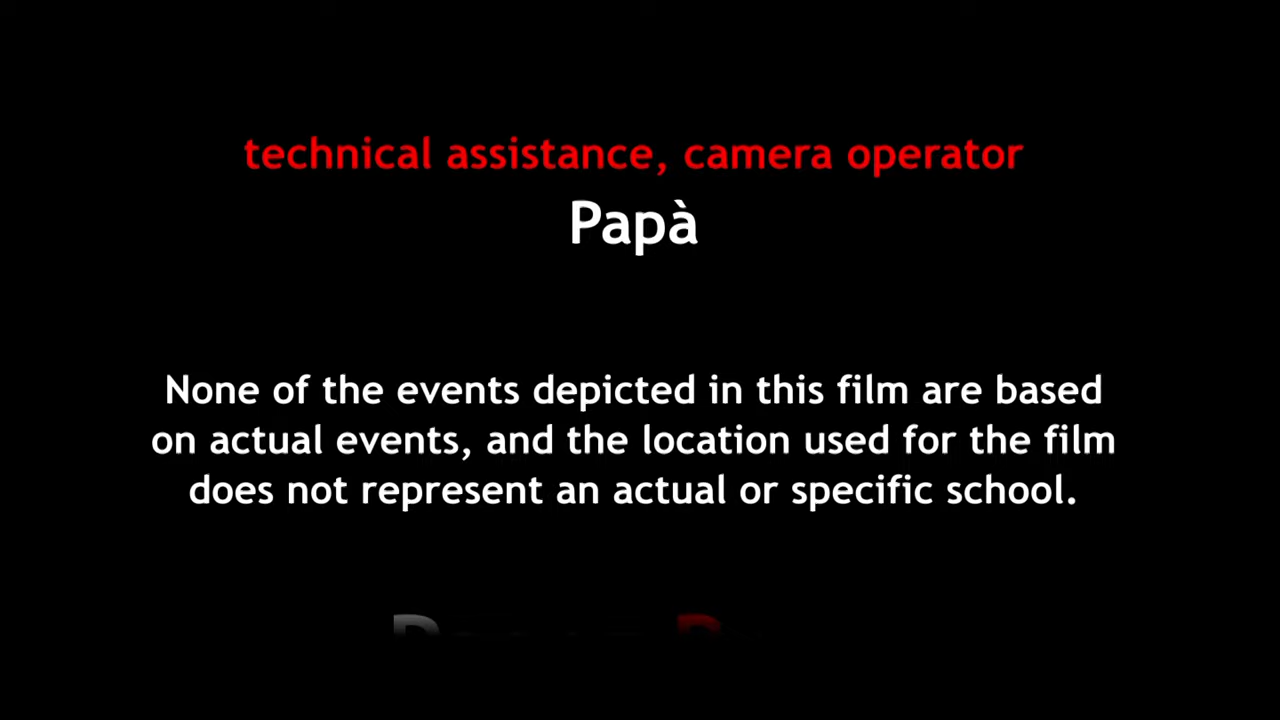 technical assistance, camera operator
Papà
None of the events depicted in this film are based
on actual events, and the location used for the film
does not represent an actual or specific school.